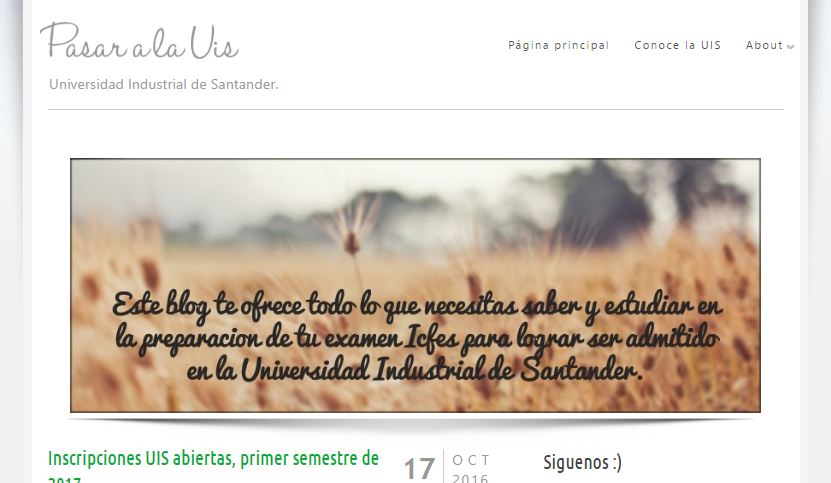 Pasar a la Uis
Página principal
Conoce la UIS
About
Universidad Industrial de Santander.
Este blog te ofrece todo lo que necesitas saber y estudiar en
la preparacion de tu examen Icfes para lograr ser admitido
en la Universidad Industrial de Santander.
Inscripciones UIS abiertas, primer semestre de
2017
17
OCT
2016
Siguenos :)